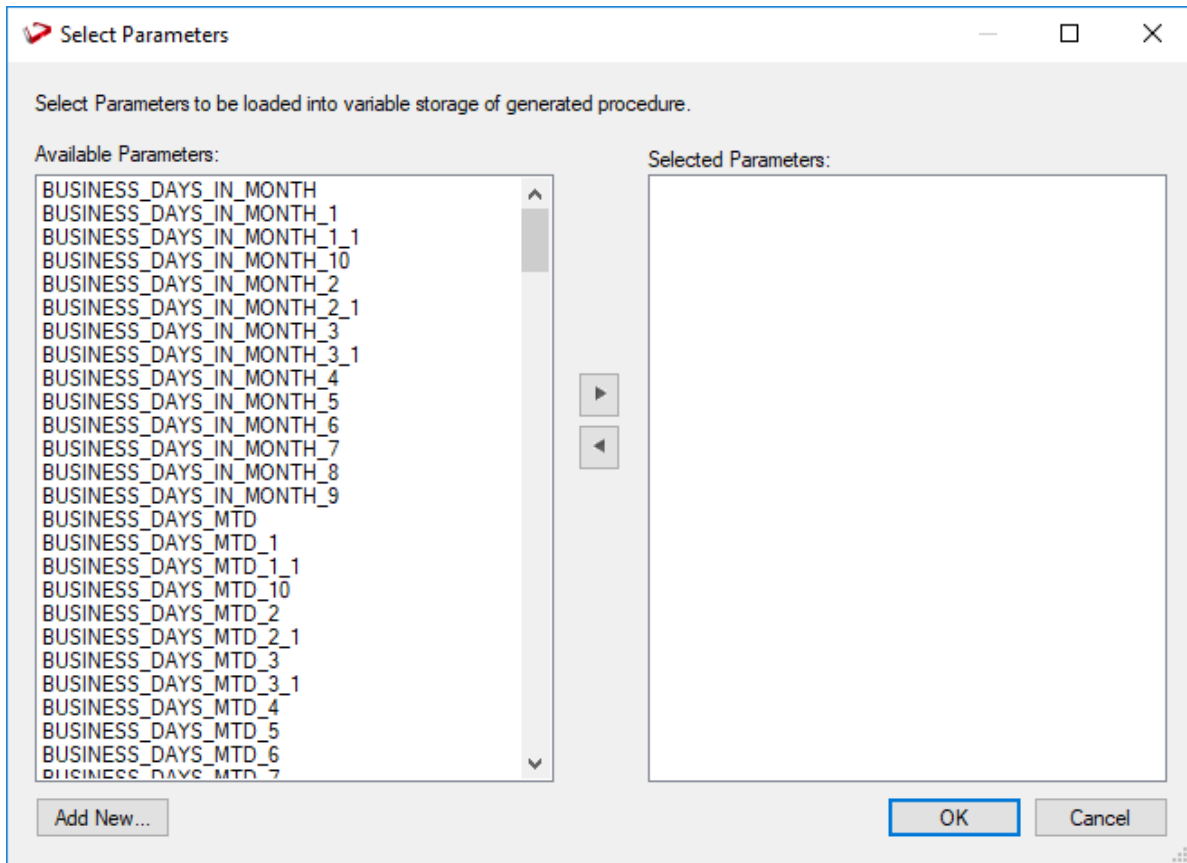 Select Parameters
Select Parameters to be loaded into variable storage of generated procedure.
Available Parameters:
BUSINESS_DAYS_IN_MONTH
BUSINESS_DAYS_IN_MONTH_1
BUSINESS_DAYS_IN_MONTH_1_1
BUSINESS_DAYS_IN_MONTH_10
BUSINESS_DAYS_IN_MONTH_2
BUSINESS_DAYS_IN_MONTH_2_1
BUSINESS_DAYS_IN_MONTH_3
BUSINESS_DAYS_IN_MONTH_3_1
BUSINESS_DAYS_IN_MONTH_4
BUSINESS_DAYS_IN_MONTH_5
BUSINESS_DAYS_IN_MONTH_6
BUSINESS_DAYS_IN_MONTH_7
BUSINESS_DAYS_IN_MONTH_8
BUSINESS_DAYS_IN_MONTH_9
BUSINESS_DAYS_MTD
BUSINESS_DAYS_MTD_1
BUSINESS_DAYS_MTD_1_1
BUSINESS_DAYS_MTD_10
BUSINESS_DAYS_MTD_2
BUSINESS_DAYS_MTD_2_1
BUSINESS_DAYS_MTD_3
BUSINESS_DAYS_MTD_3_1
BUSINESS_DAYS_MTD_4
BUSINESS_DAYS_MTD_5
BUSINESS_DAYS_MTD_6
BUSINESS_DAYS_MTD_7
Selected Parameters:
Add New...
OK
Cancel